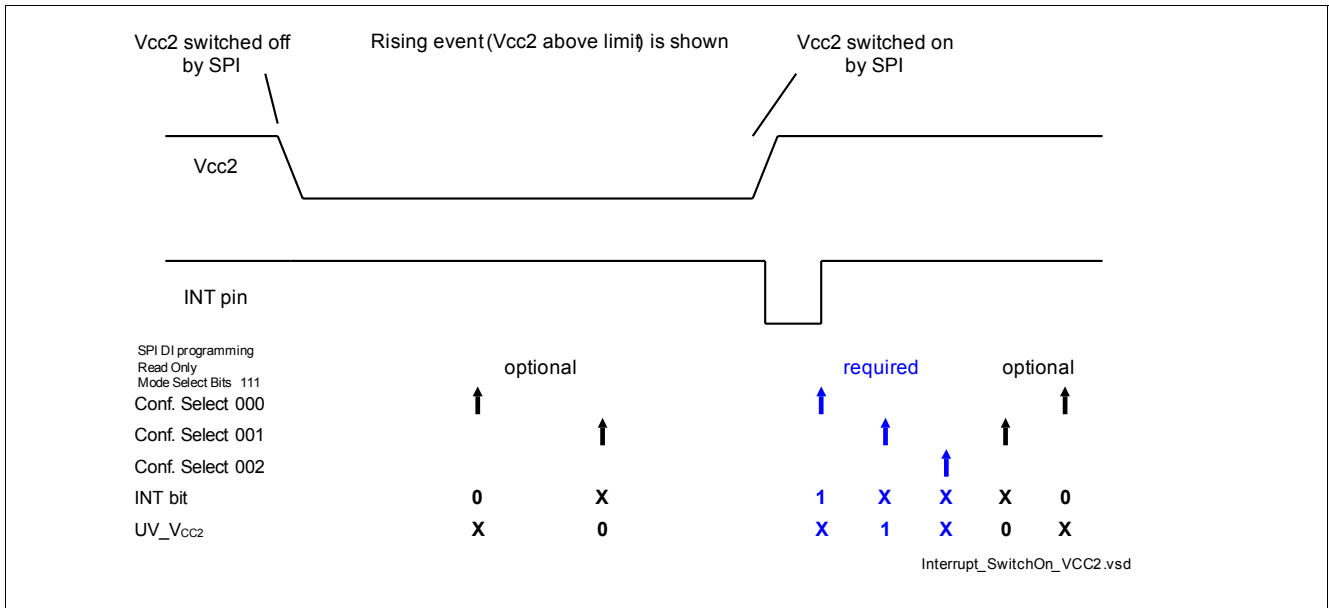 Vcc2 switched off
by SPI
Rising event (Vcc2 above limit) is shown
Vcc2 switched on
by SPI
Vcc2
INT pin
SPI DI programming
Read Only
Mode Select Bits 111
optional
required
optional
Conf. Select 000
Conf. Select 001
Conf. Select 002
INT bit 0 X 1 X X X 0
UV_VCC2 X 0 X 1 X 0 X
Interrupt_SwitchOn_VCC2.vsd